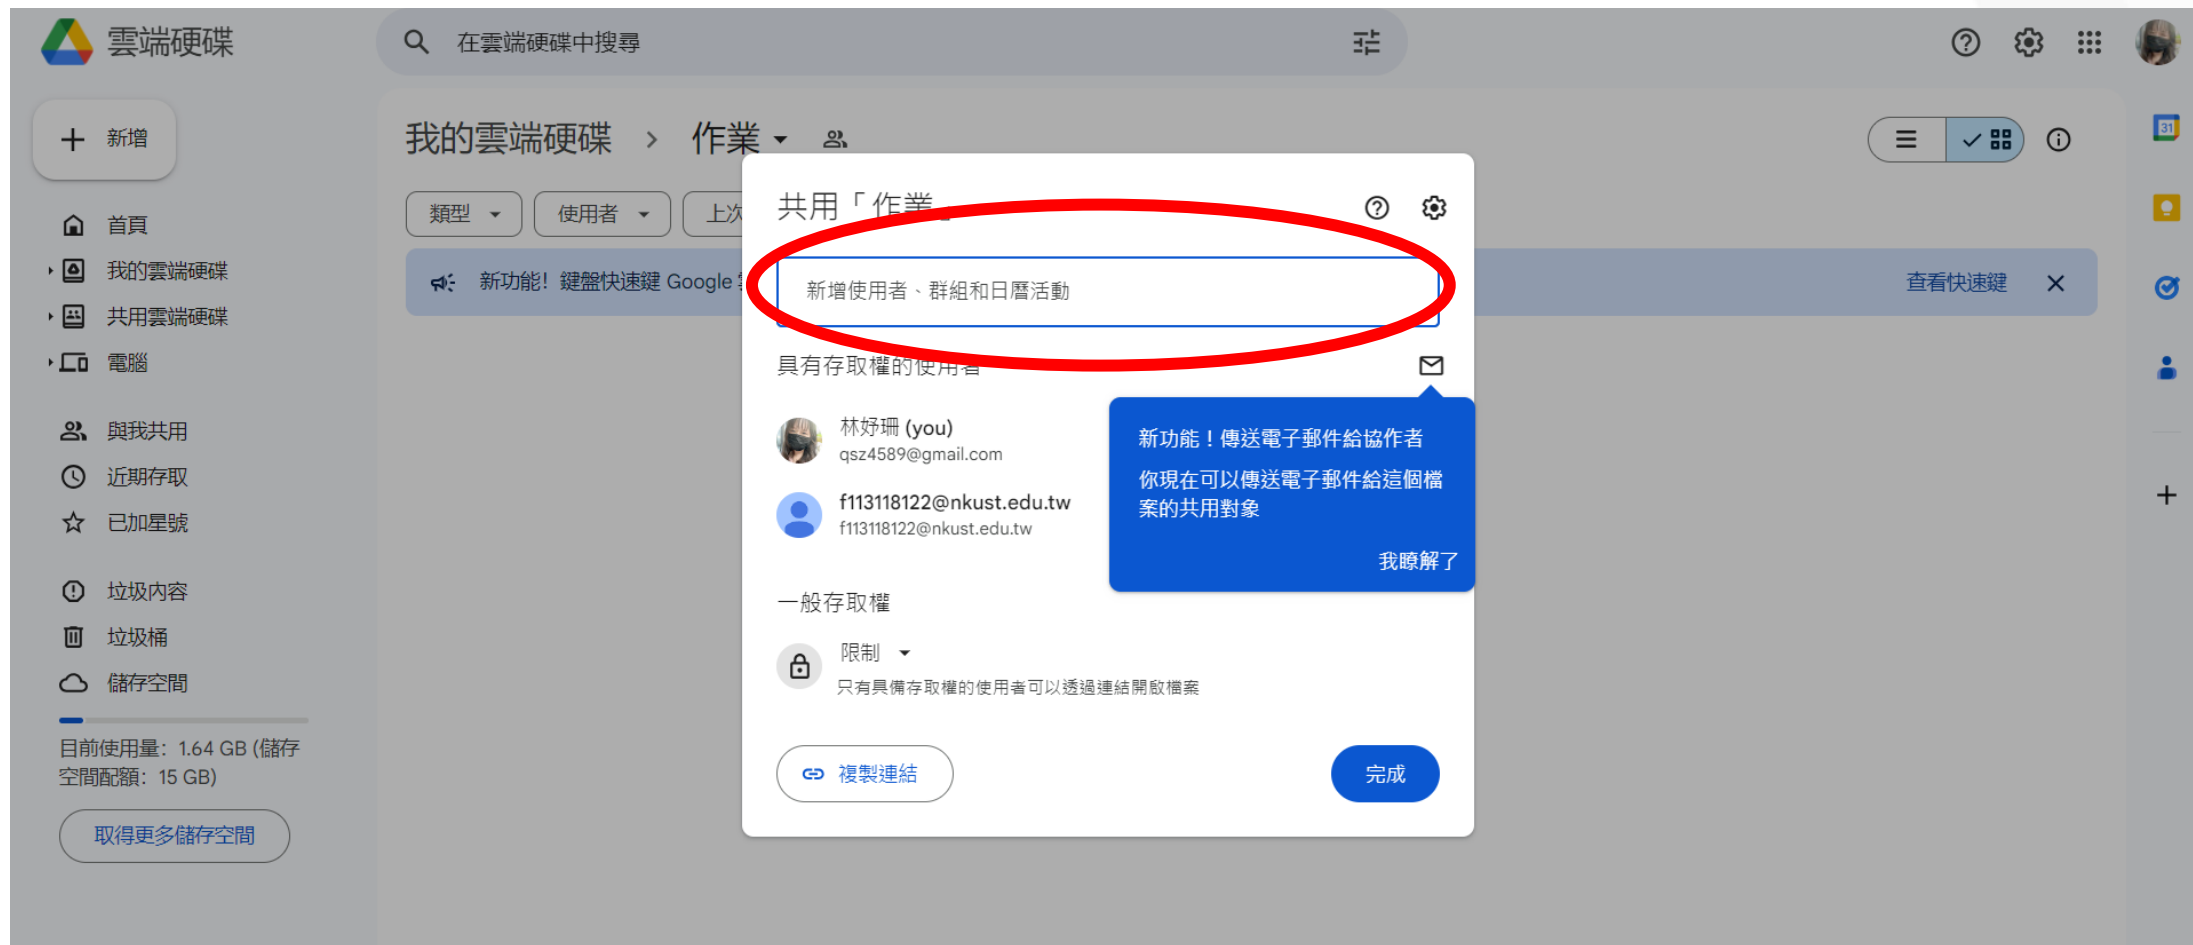 雲端硬碟
在雲端硬碟中搜尋
新增
首頁
我的雲端硬碟
共用雲端硬碟
電腦
與我共用
近期存取
已加星號
垃圾內容
垃圾桶
儲存空間
目前使用量：1.64 GB (儲存
空間配額：15 GB)
取得更多儲存空間
我的雲端硬碟 › 作業
類型
使用者
上次
新功能！鍵盤快速鍵 Google
查看快速鍵
31
共用「作業」
新增使用者、群組和日曆活動
具有存取權的使用者
林妤珊 (you)
qsz4589@gmail.com
f113118122@nkust.edu.tw
f113118122@nkust.edu.tw
新功能！傳送電子郵件給協作者
你現在可以傳送電子郵件給這個檔
案的共用對象
我瞭解了
一般存取權
限制
只有具備存取權的使用者可以透過連結開啟檔案
複製連結
完成